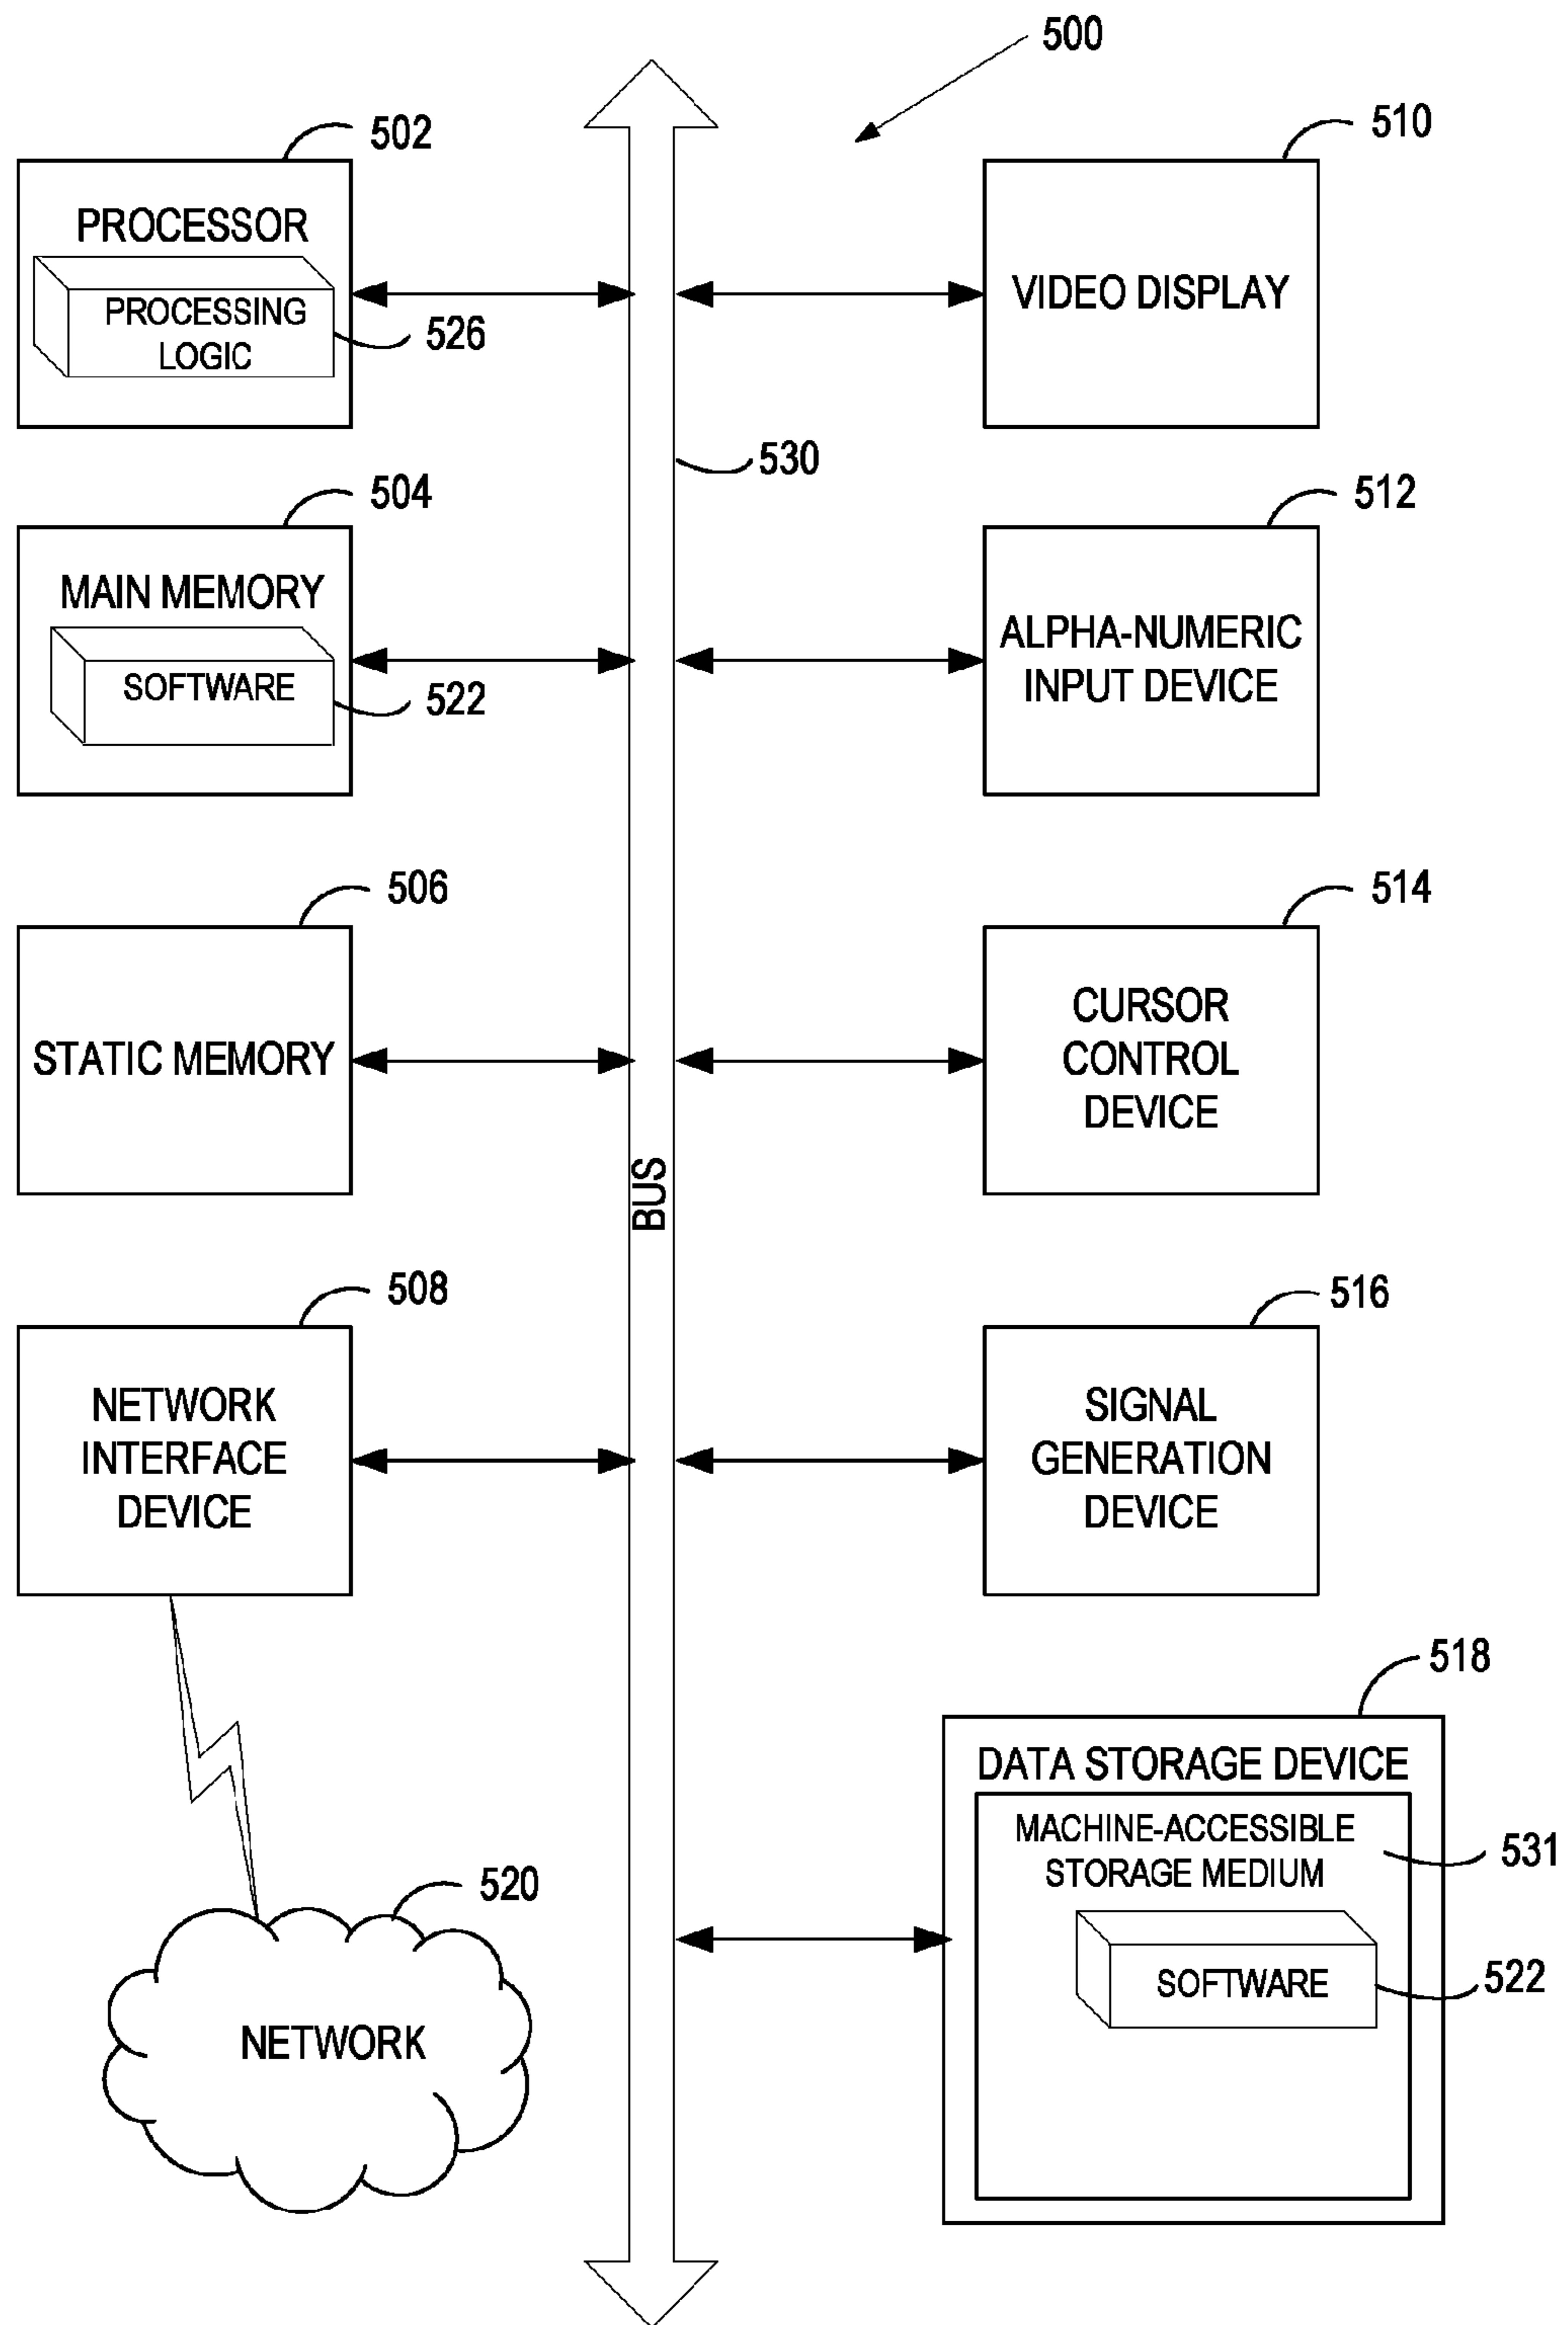 500
502
PROCESSOR
PROCESSING
LOGIC
526
510
VIDEO DISPLAY
530
504
MAIN MEMORY
SOFTWARE
522
512
ALPHA-NUMERIC
INPUT DEVICE
506
STATIC MEMORY
514
CURSOR
CONTROL
DEVICE
BUS
508
NETWORK
INTERFACE
DEVICE
516
SIGNAL
GENERATION
DEVICE
518
DATA STORAGE DEVICE
MACHINE-ACCESSIBLE
STORAGE MEDIUM
531
SOFTWARE
522
520
NETWORK